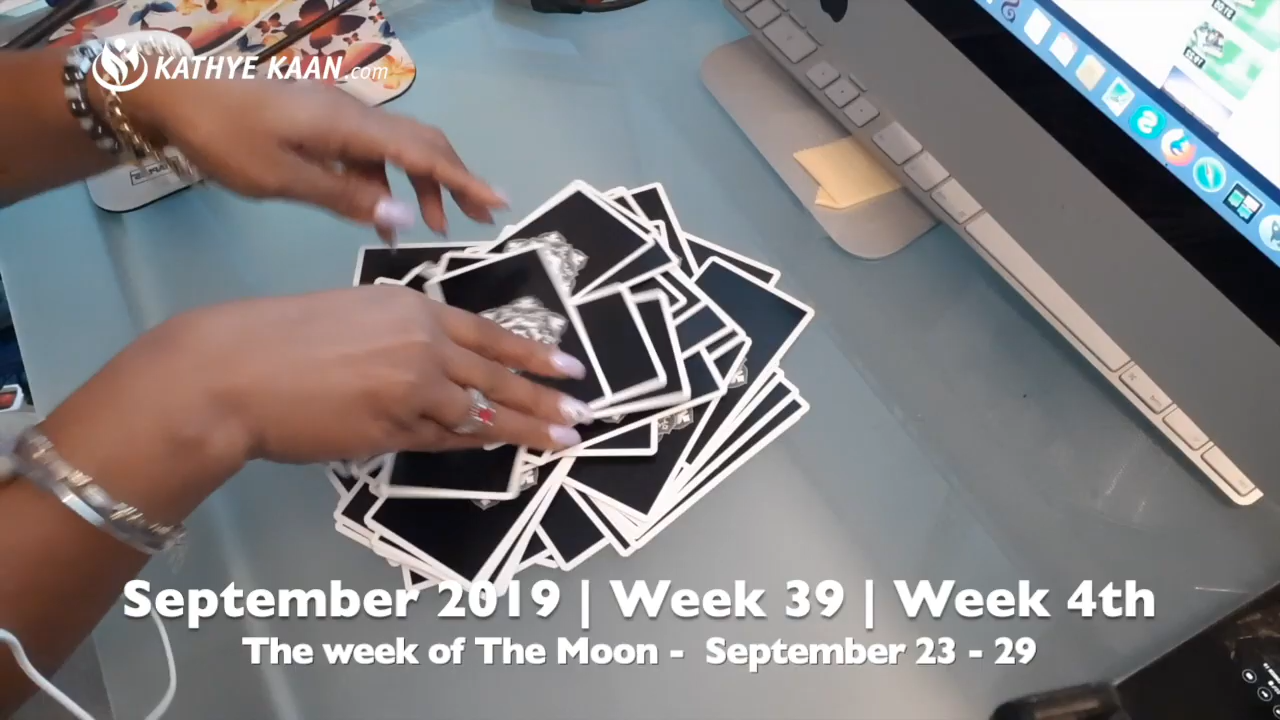 KATHYE KAAN.com
September 2019 | Week 39 | Week 4th
The week of The Moon - September 23 - 29